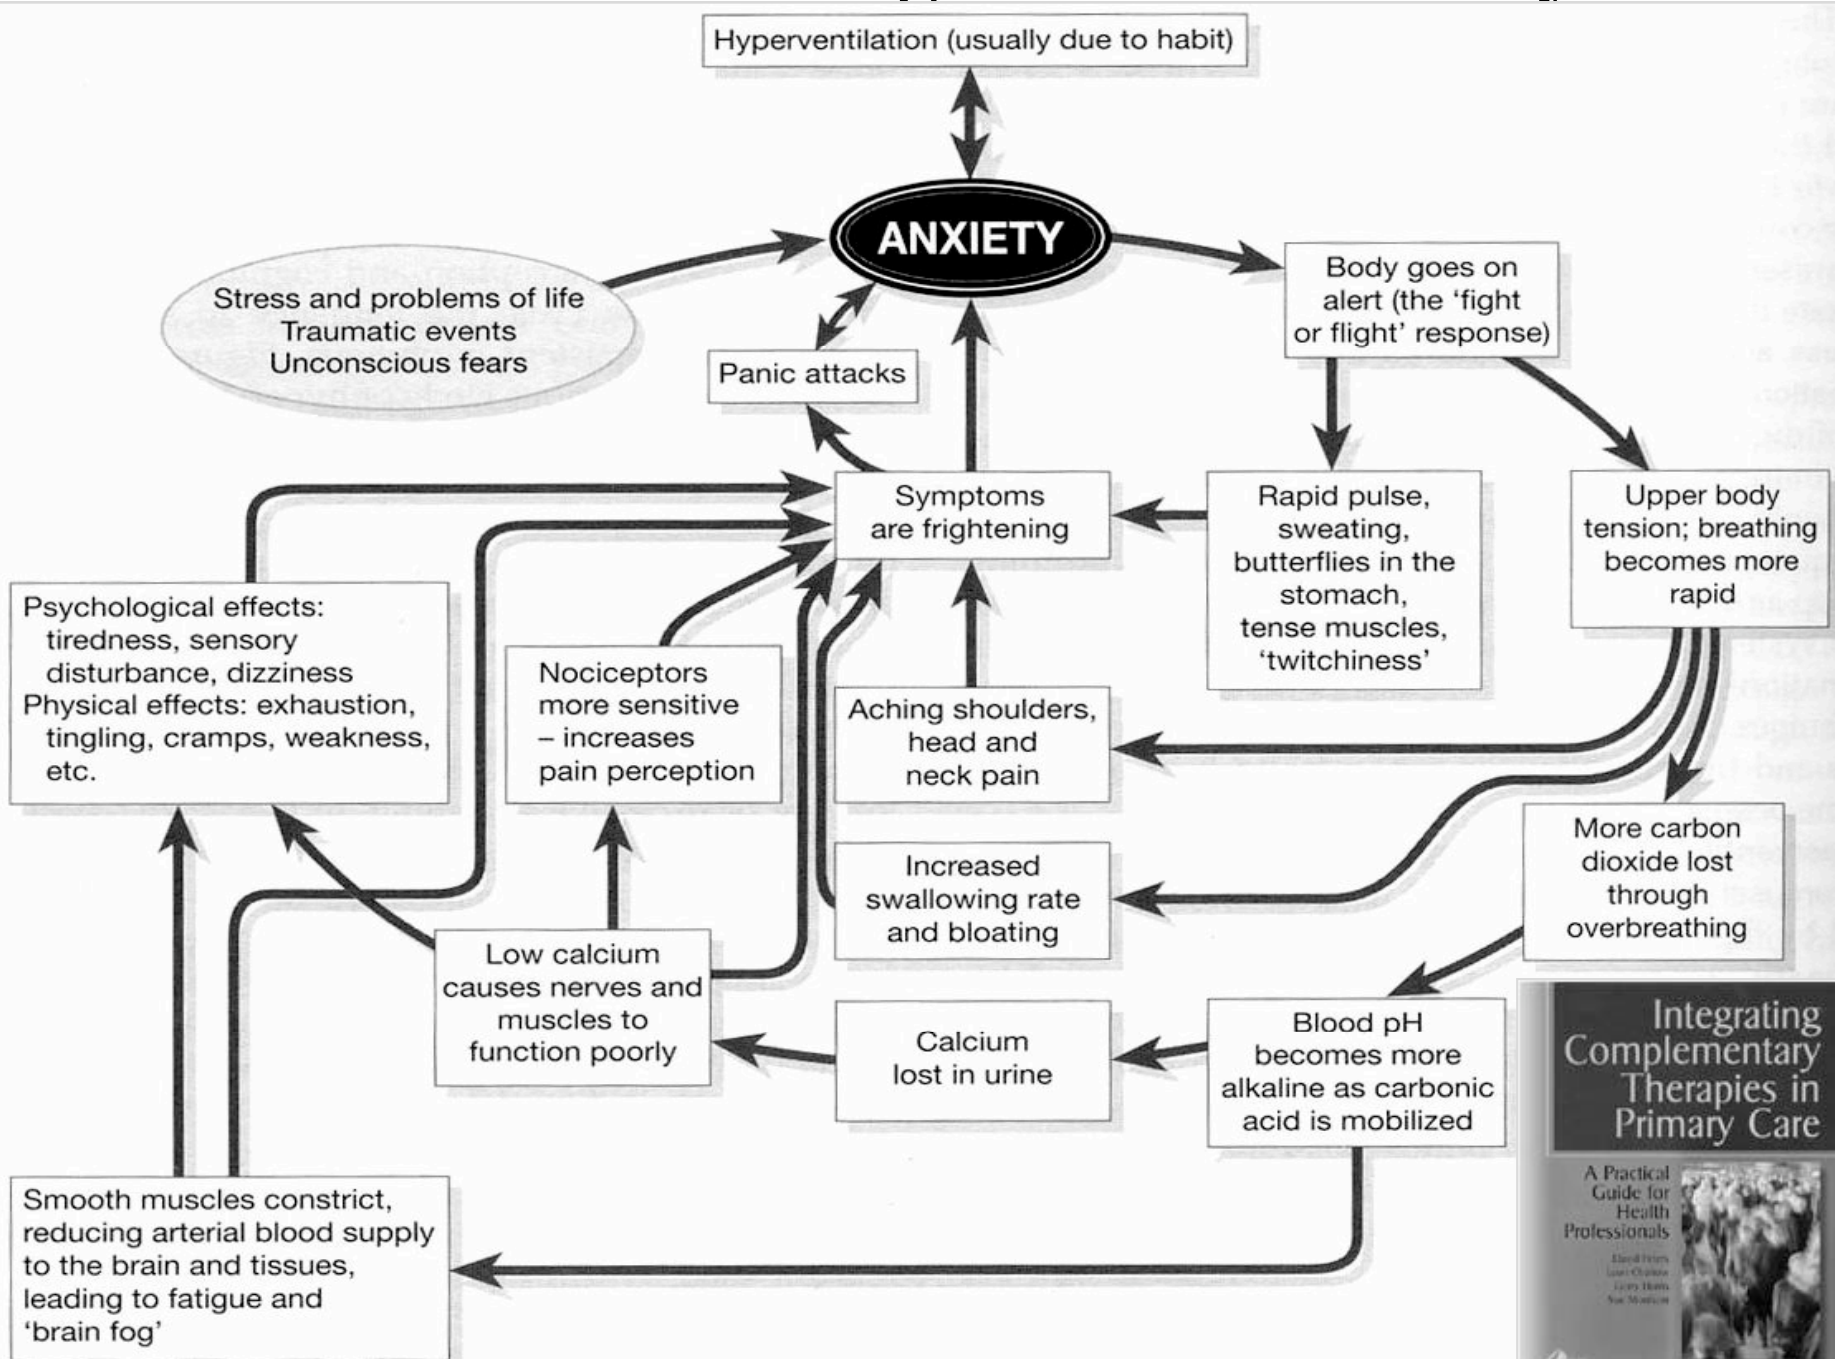 Hyperventilation (usually due to habit)
ANXIETY
Stress and problems of life
Traumatic events
Unconscious fears
Body goes on
alert (the ‘fight
or flight’ response)
Panic attacks
Symptoms
are frightening
Rapid pulse,
sweating,
butterflies in the
stomach,
tense muscles,
‘twitchiness’
Upper body
tension; breathing
becomes more
rapid
Psychological effects:
tiredness, sensory
disturbance, dizziness
Physical effects: exhaustion,
tingling, cramps, weakness,
etc.
Nociceptors
more sensitive
– increases
pain perception
Aching shoulders,
head and
neck pain
Increased
swallowing rate
and bloating
More carbon
dioxide lost
through
overbreathing
Low calcium
causes nerves and
muscles to
function poorly
Calcium
lost in urine
Blood pH
becomes more
alkaline as carbonic
acid is mobilized
Smooth muscles constrict,
reducing arterial blood supply
to the brain and tissues,
leading to fatigue and
‘brain fog’
Integrating
Complementary
Therapies in
Primary Care
A Practical
Guide for
Health
Professionals